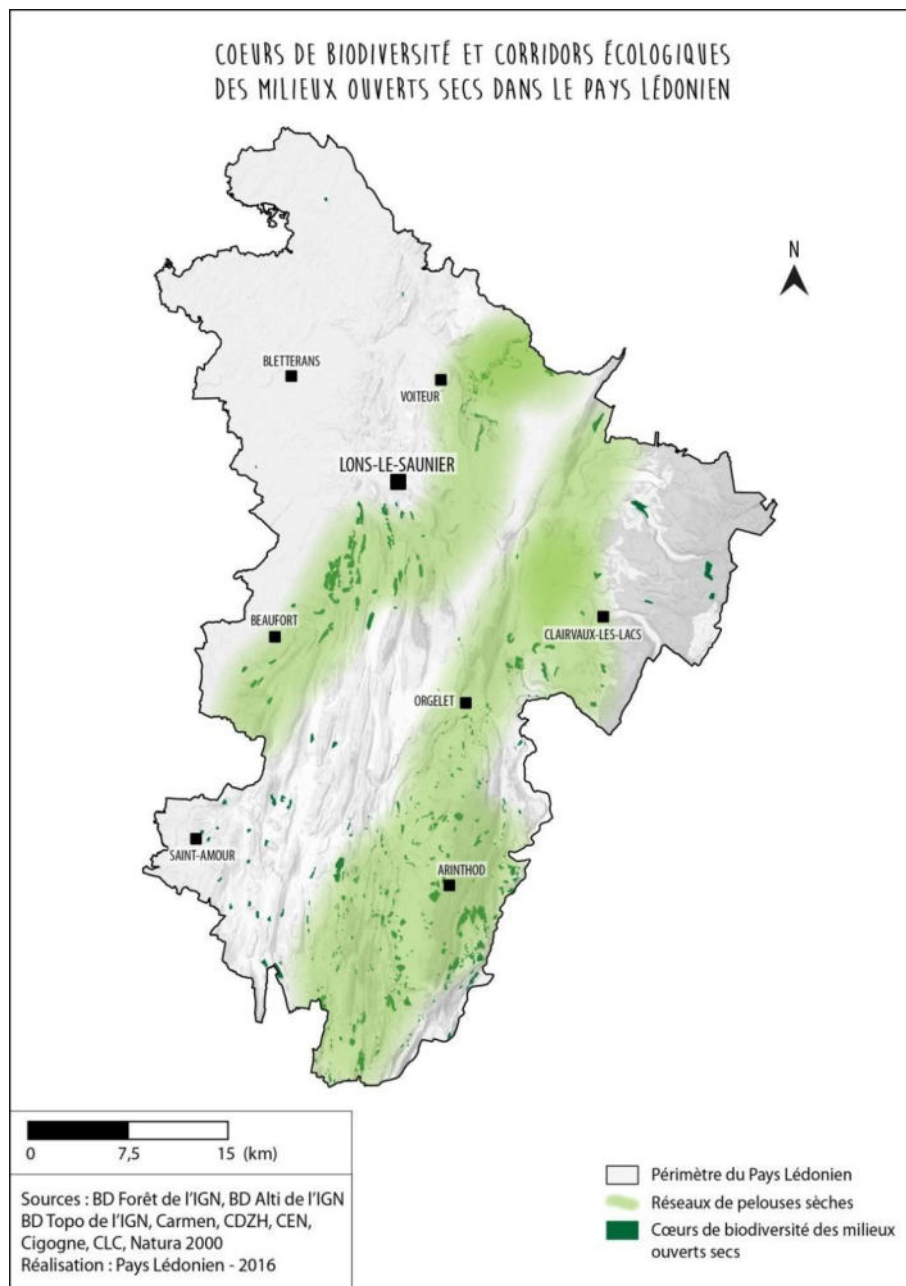 COEURS DE BIODIVERSITÉ ET CORRIDORS ÉCOLOGIQUES
DES MILIEUX OUVERTS SECS DANS LE PAYS LÉDONIEN
N
BLETTERANS
VOITEUR
LONS-LE-SAUNIER
BEAUFORT
CLAIRVAUX-LES-LACS
ORGELET
SAINT-AMOUR
ARINTHOD
0 7,5 15 (km)
Sources : BD Forêt de l'IGN, BD Alti de l'IGN
BD Topo de l'IGN, Carmen, CDZH, CEN,
Cigogne, CLC, Natura 2000
Réalisation : Pays Lédonien - 2016
Périmètre du Pays Lédonien
Réseaux de pelouses sèches
Cœurs de biodiversité des milieux
ouverts secs